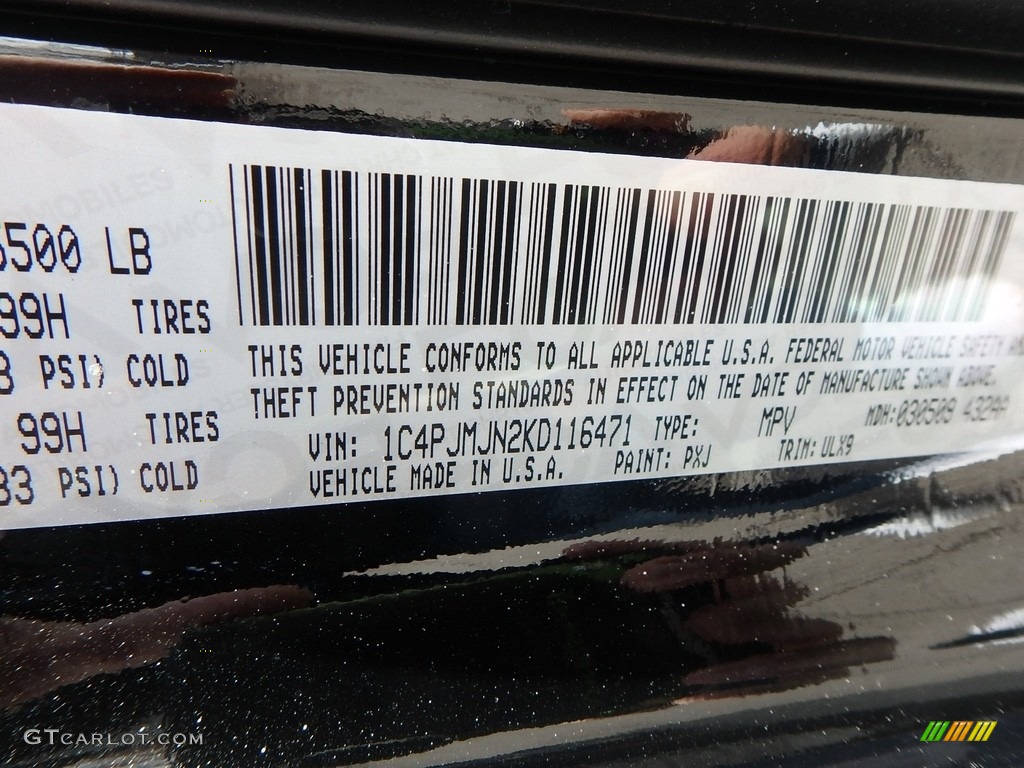 500 LB
99H TIRES
PSI) COLD
99H TIRES
33 PSI) COLD
THIS VEHICLE CONFORMS TO ALL APPLICABLE U.S.A. FEDERAL MOTOR VEHICLE SAFETY
THEFT PREVENTION STANDARDS IN EFFECT ON THE DATE OF MANUFACTURE SHOWN ABOVE.
VIN: 1C4PJMJN2KD116471 TYPE: MPV MDH: 030509 432AA
VEHICLE MADE IN U.S.A. PAINT: PXJ TRIM: ULX9
GTCARLOT.COM